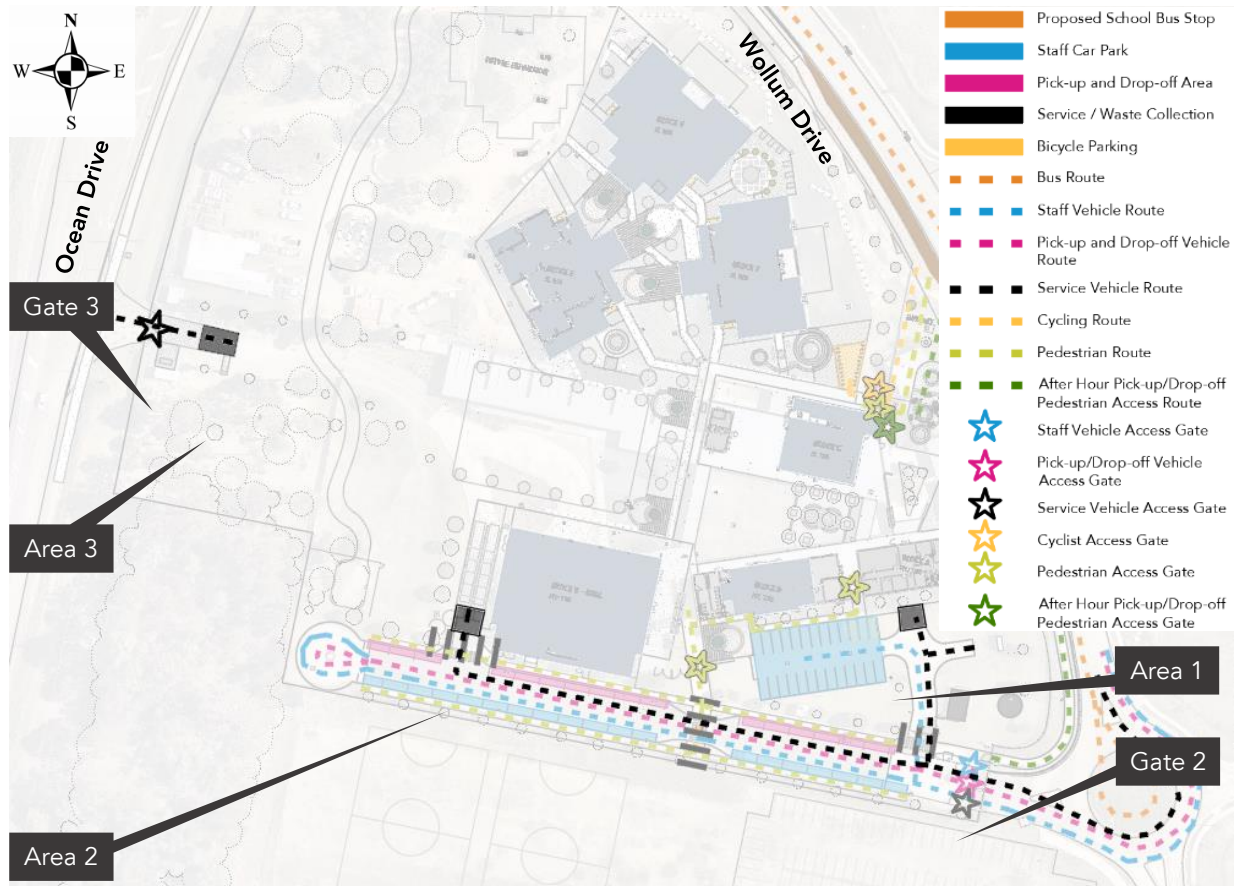 N
W E
S
Ocean Drive
Wollum Drive
Gate 3
Area 3
Area 2
Area 1
Gate 2
Proposed School Bus Stop
Staff Car Park
Pick-up and Drop-off Area
Service / Waste Collection
Bicycle Parking
Bus Route
Staff Vehicle Route
Pick-up and Drop-off Vehicle
Route
Service Vehicle Route
Cycling Route
Pedestrian Route
After Hour Pick-up/Drop-off
Pedestrian Access Route
Staff Vehicle Access Gate
Pick-up/Drop-off Vehicle
Access Gate
Service Vehicle Access Gate
Cyclist Access Gate
Pedestrian Access Gate
After Hour Pick-up/Drop-off
Pedestrian Access Gate